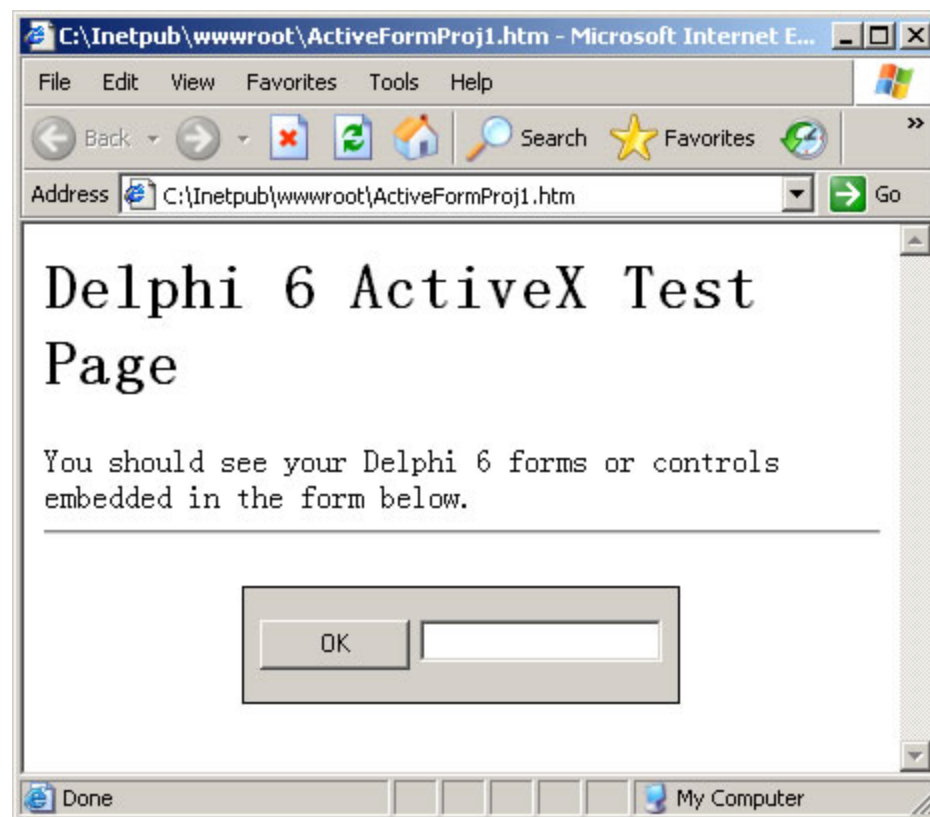 C:\Inetpub\wwwroot\ActiveFormProj1.htm - Microsoft Internet E...
File Edit View Favorites Tools Help
Back Search Favorites »
Address C:\Inetpub\wwwroot\ActiveFormProj1.htm Go
Delphi 6 ActiveX Test
Page
You should see your Delphi 6 forms or controls
embedded in the form below.
OK
Done My Computer